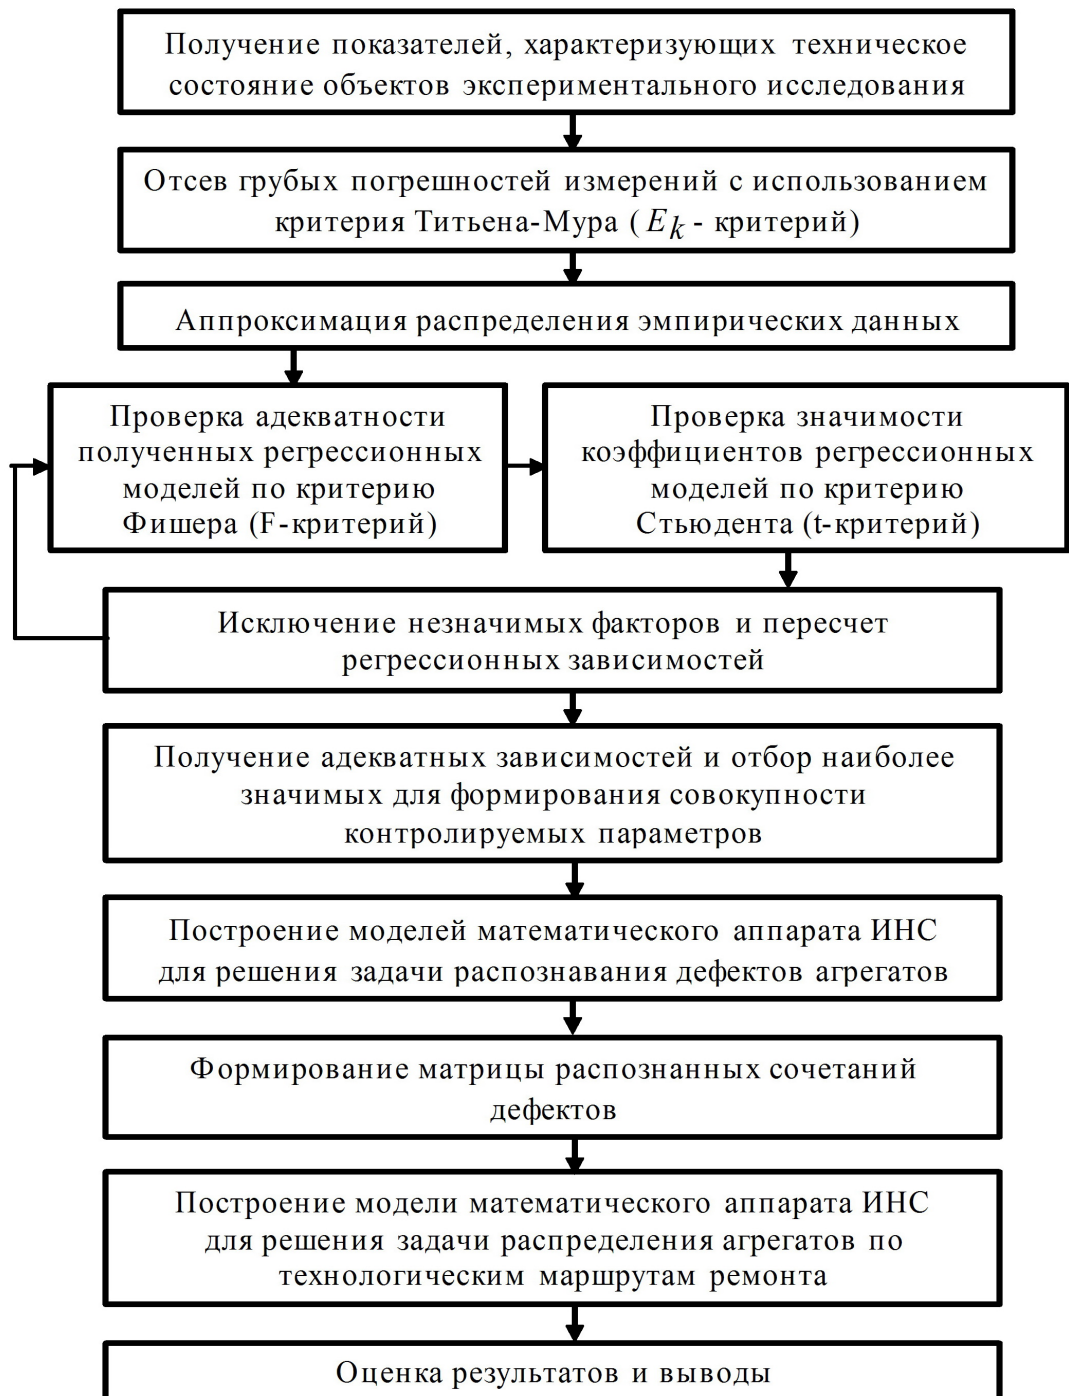 Получение показателей, характеризующих техническое
состояние объектов экспериментального исследования
Отсев грубых погрешностей измерений с использованием
критерия Титьена-Мура ( E_k - критерий)
Аппроксимация распределения эмпирических данных
Проверка адекватности
полученных регрессионных
моделей по критерию
Фишера (F-критерий)
Проверка значимости
коэффициентов регрессионных
моделей по критерию
Стьюдента (t-критерий)
Исключение незначимых факторов и пересчет
регрессионных зависимостей
Получение адекватных зависимостей и отбор наиболее
значимых для формирования совокупности
контролируемых параметров
Построение моделей математического аппарата ИНС
для решения задачи распознавания дефектов агрегатов
Формирование матрицы распознанных сочетаний
дефектов
Построение модели математического аппарата ИНС
для решения задачи распределения агрегатов по
технологическим маршрутам ремонта
Оценка результатов и выводы